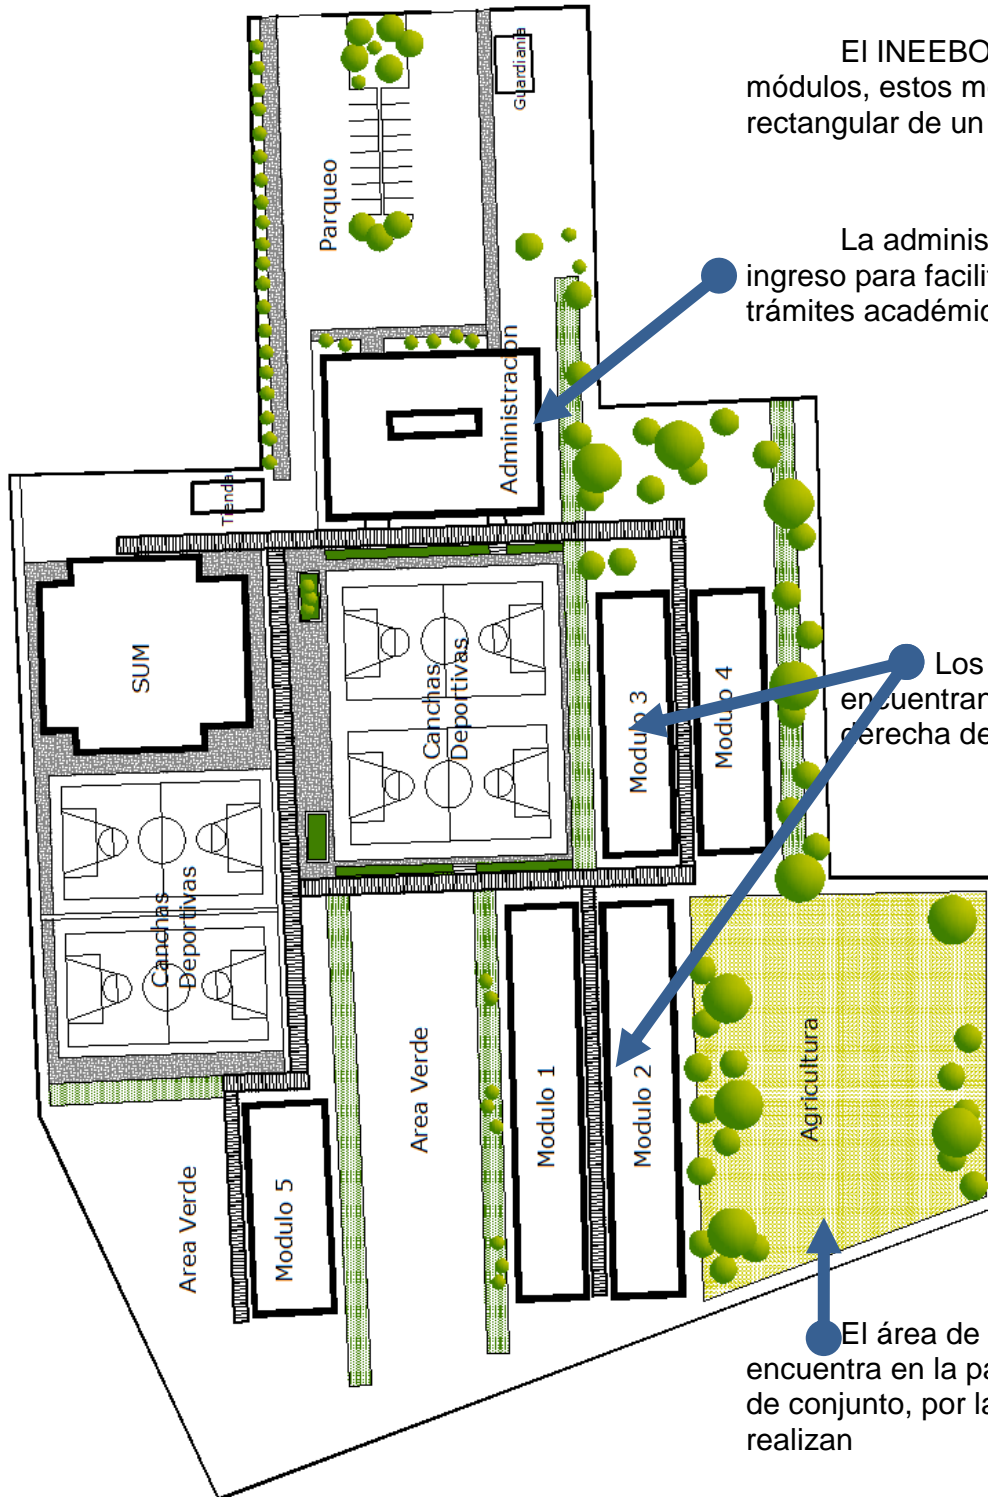 El INEEBO
módulos, estos m
rectangular de un
La adminis
ingreso para facili
trámites académic
Los
encuentran
derecha de
El área de
encuentra en la pa
de conjunto, por la
realizan
Guardiania
Parqueo
Administracion
Tienda
SUM
Canchas
Deportivas
Modulo 3
Modulo 4
Canchas
Deportivas
Area Verde
Modulo 1
Modulo 2
Agricultura
Area Verde
Modulo 5